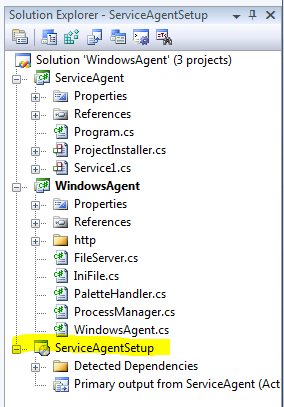 Solution Explorer - ServiceAgentSetup
Solution 'WindowsAgent' (3 projects)
ServiceAgent
Properties
References
Program.cs
ProjectInstaller.cs
Service1.cs
WindowsAgent
Properties
References
http
FileServer.cs
IniFile.cs
PaletteHandler.cs
ProcessManager.cs
WindowsAgent.cs
ServiceAgentSetup
Detected Dependencies
Primary output from ServiceAgent (Act